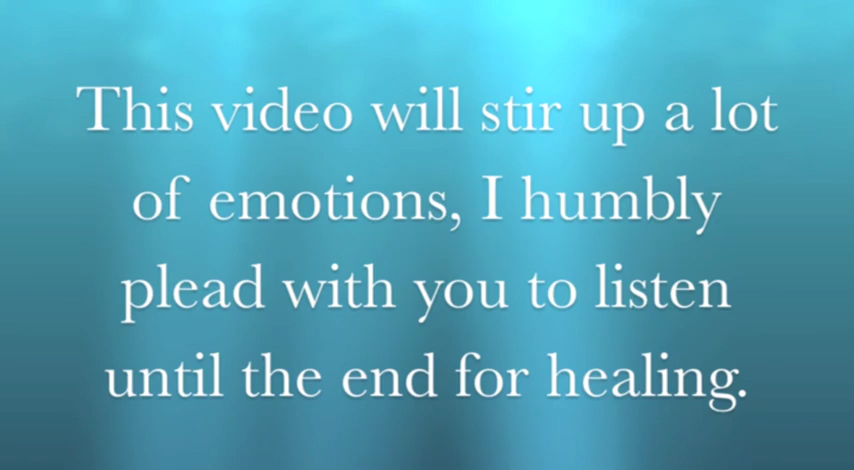 This video will stir up a lot
of emotions, I humbly
plead with you to listen
until the end for healing.